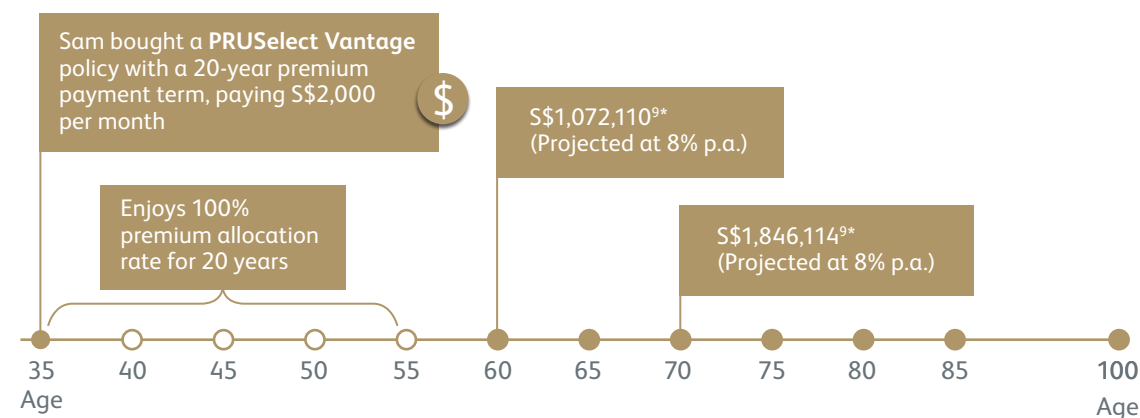 Sam bought a PRUSelect Vantage
policy with a 20-year premium
payment term, paying S$2,000
per month
$
S$1,072,110⁹*
(Projected at 8% p.a.)
Enjoys 100%
premium allocation
rate for 20 years
S$1,846,114⁹*
(Projected at 8% p.a.)
35 40 45 50 55 60 65 70 75 80 85 100
Age Age